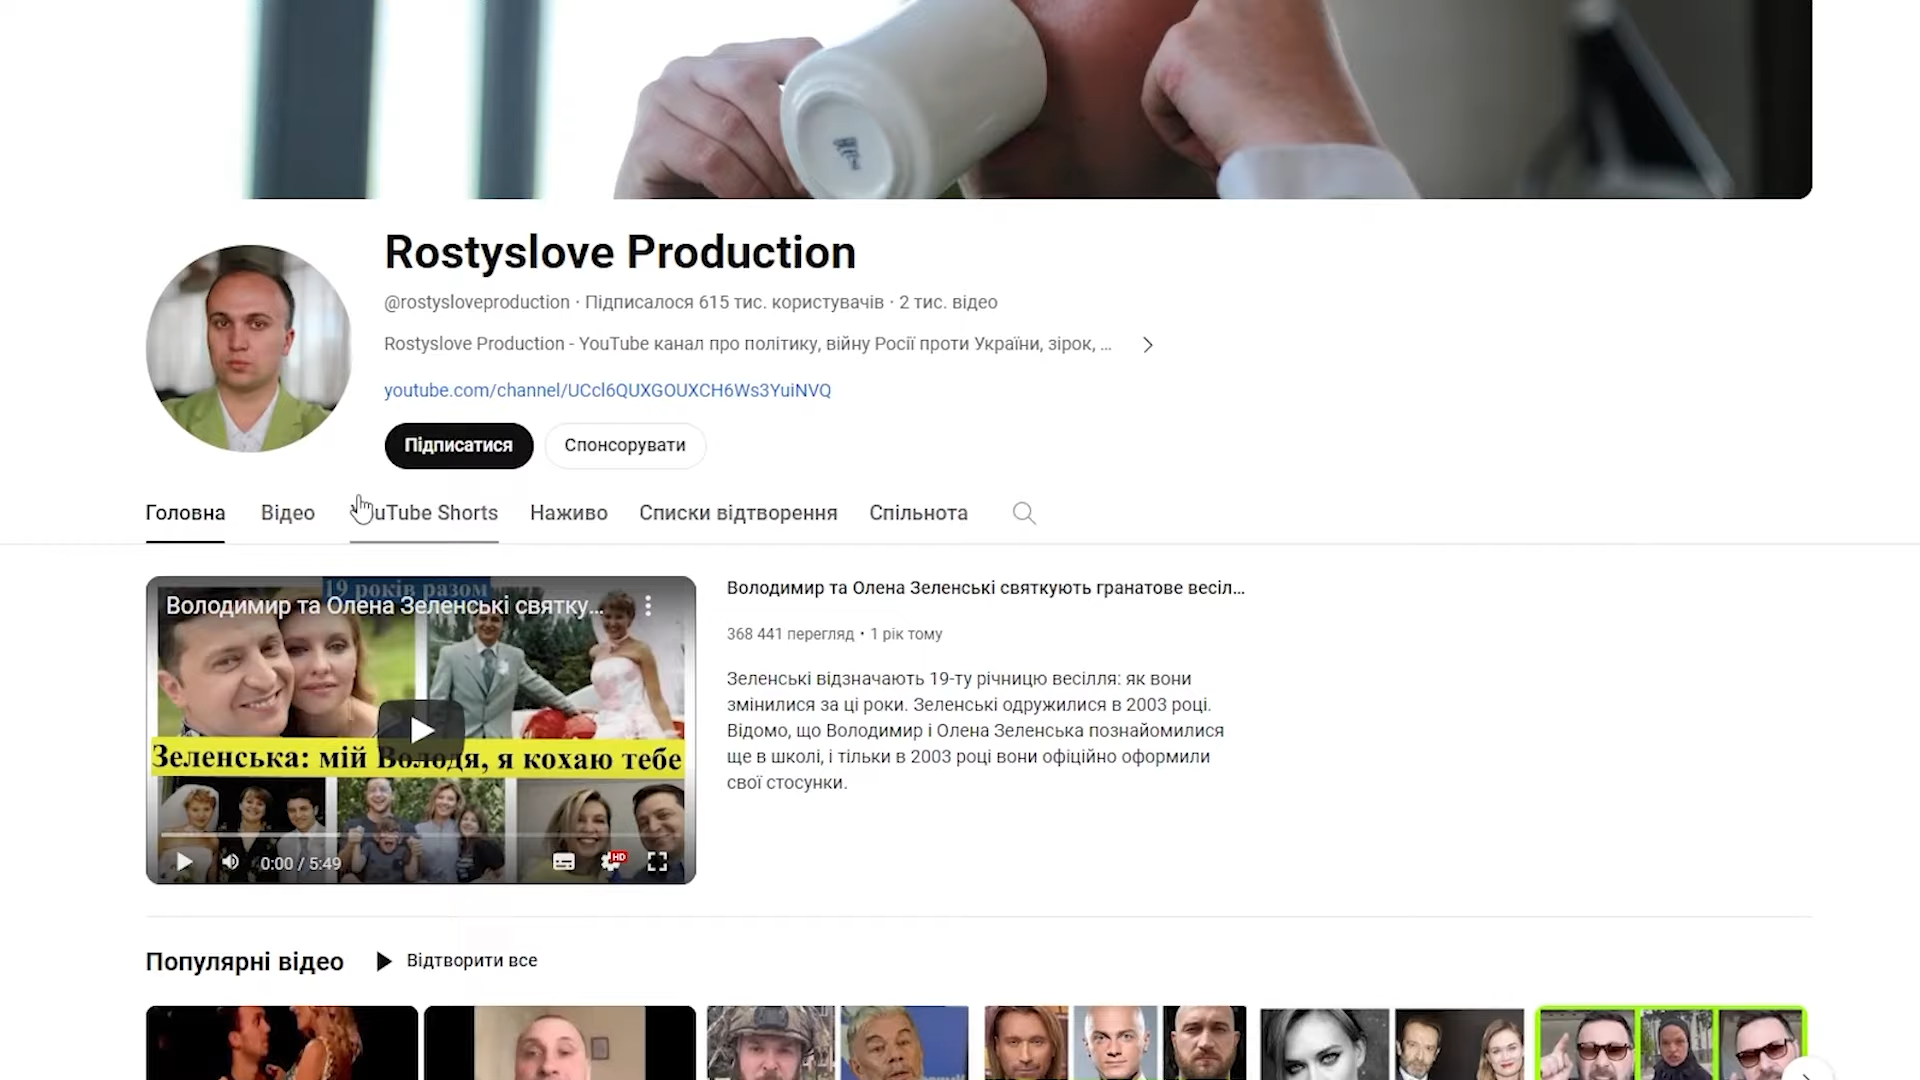 Rostyslove Production
@rostysloveproduction · Підписалося 615 тис. користувачів · 2 тис. відео
Rostyslove Production - YouTube канал про політику, війну Росії проти України, зірок, ...
youtube.com/channel/UCcl6QUXGOUXCH6Ws3YuiNVQ
Підписатися
Спонсорувати
Головна
Відео
uTube Shorts
Наживо
Списки відтворення
Спільнота
19 років разом
Володимир та Олена Зеленські святку...
Зеленська: мій Володя, я кохаю тебе
0:00 / 5:49
HD
Володимир та Олена Зеленські святкують гранатове весіл...
368 441 перегляд • 1 рік тому
Зеленські відзначають 19-ту річницю весілля: як вони
змінилися за ці роки. Зеленські одружилися в 2003 році.
Відомо, що Володимир і Олена Зеленська познайомилися
ще в школі, і тільки в 2003 році вони офіційно оформили
свої стосунки.
Популярні відео
Відтворити все